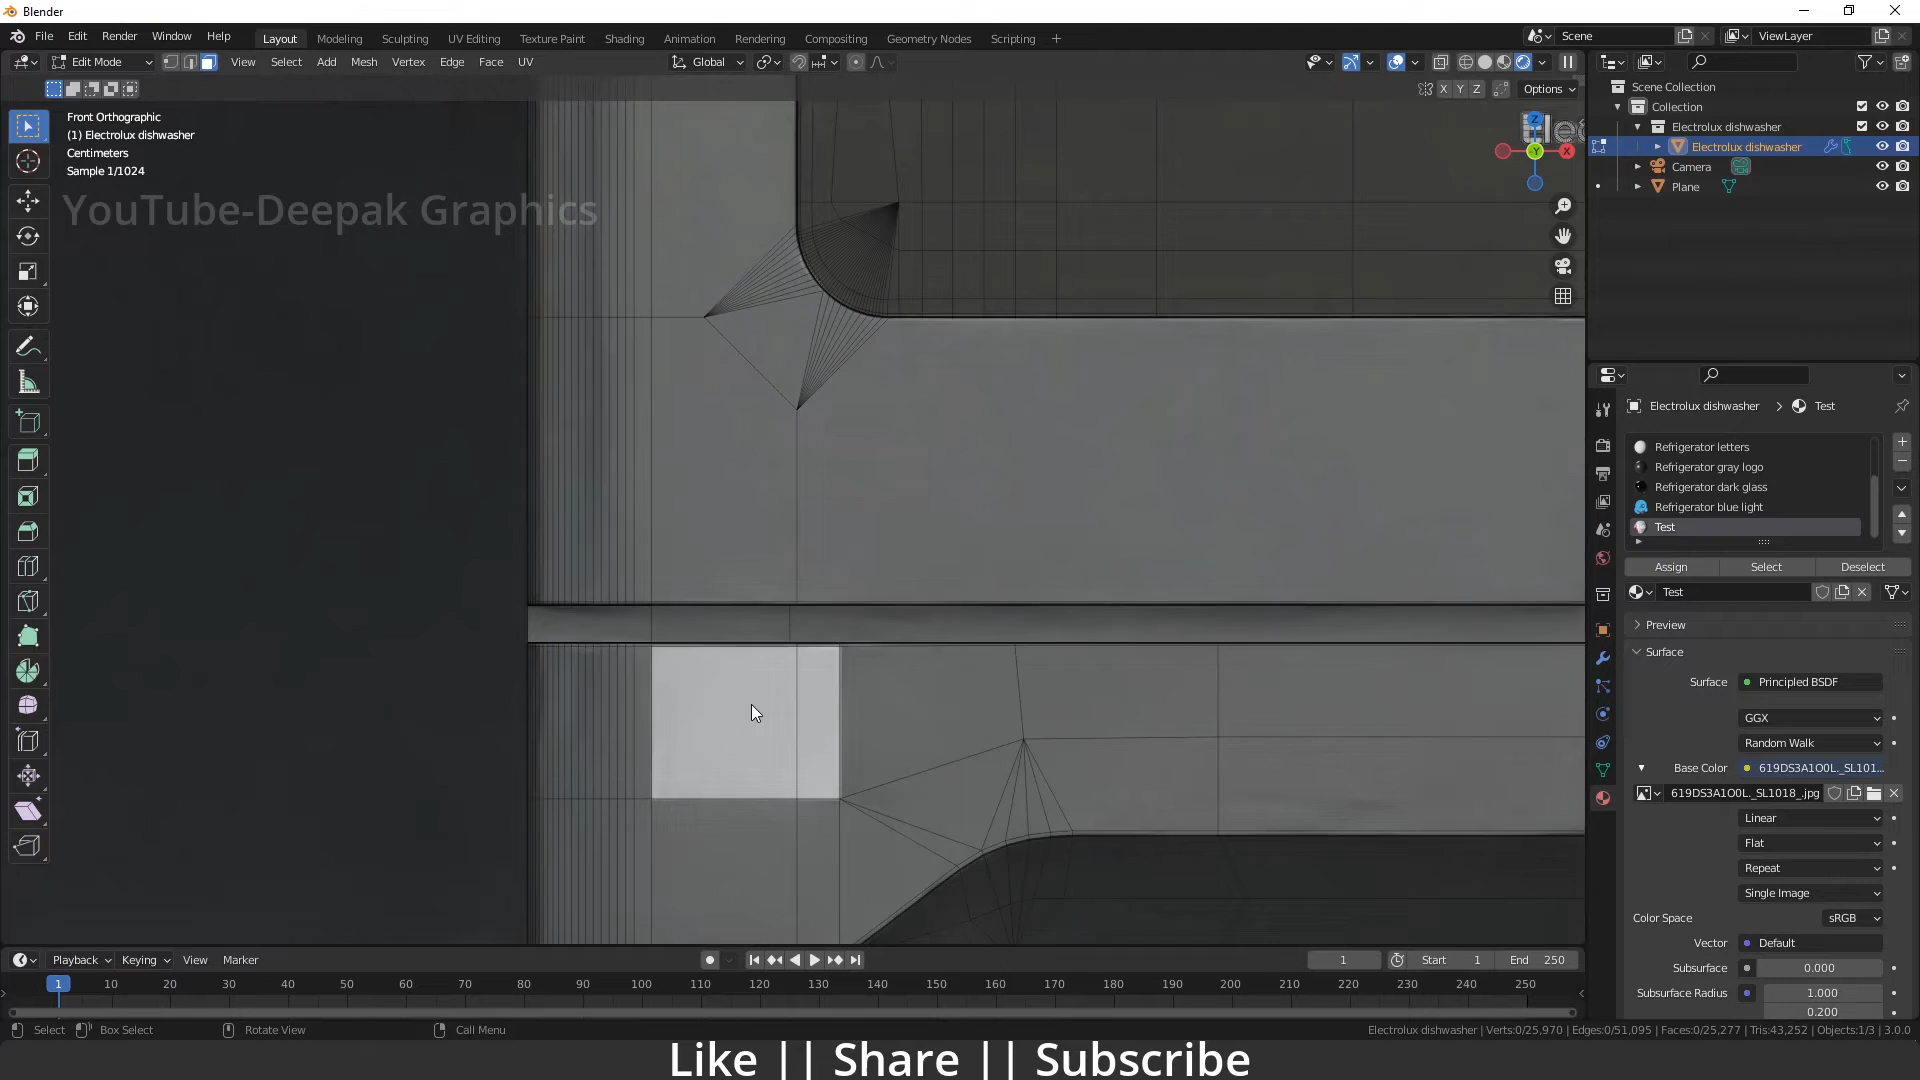 Blender
File Edit Render Window Help
Layout Modeling Sculpting UV Editing Texture Paint Shading Animation Rendering Compositing Geometry Nodes Scripting +
Scene
ViewLayer
Edit Mode
View Select Add Mesh Vertex Edge Face UV
Global
X Y Z
Options
Front Orthographic
(1) Electrolux dishwasher
Centimeters
Sample 1/1024
YouTube-Deepak Graphics
Z
-Y
X
Scene Collection
Collection
Electrolux dishwasher
Electrolux dishwasher
Camera
Plane
Electrolux dishwasher > Test
Refrigerator letters
Refrigerator gray logo
Refrigerator dark glass
Refrigerator blue light
Test
Assign Select Deselect
Test
Preview
Surface
Surface Principled BSDF
GGX
Random Walk
Base Color 619DS3A1O0L._SL101...
619DS3A1O0L._SL1018_.jpg
Linear
Flat
Repeat
Single Image
Color Space sRGB
Vector Default
Subsurface 0.000
Subsurface Radius 1.000
0.200
Playback Keying View Marker
1 Start 1 End 250
1 10 20 30 40 50 60 70 80 90 100 110 120 130 140 150 160 170 180 190 200 210 220 230 240 250
Select Box Select Rotate View Call Menu
Electrolux dishwasher | Verts:0/25,970 | Edges:0/51,095 | Faces:0/25,277 | Tris:43,252 | Objects:1/3 | 3.0.0
Like || Share || Subscribe